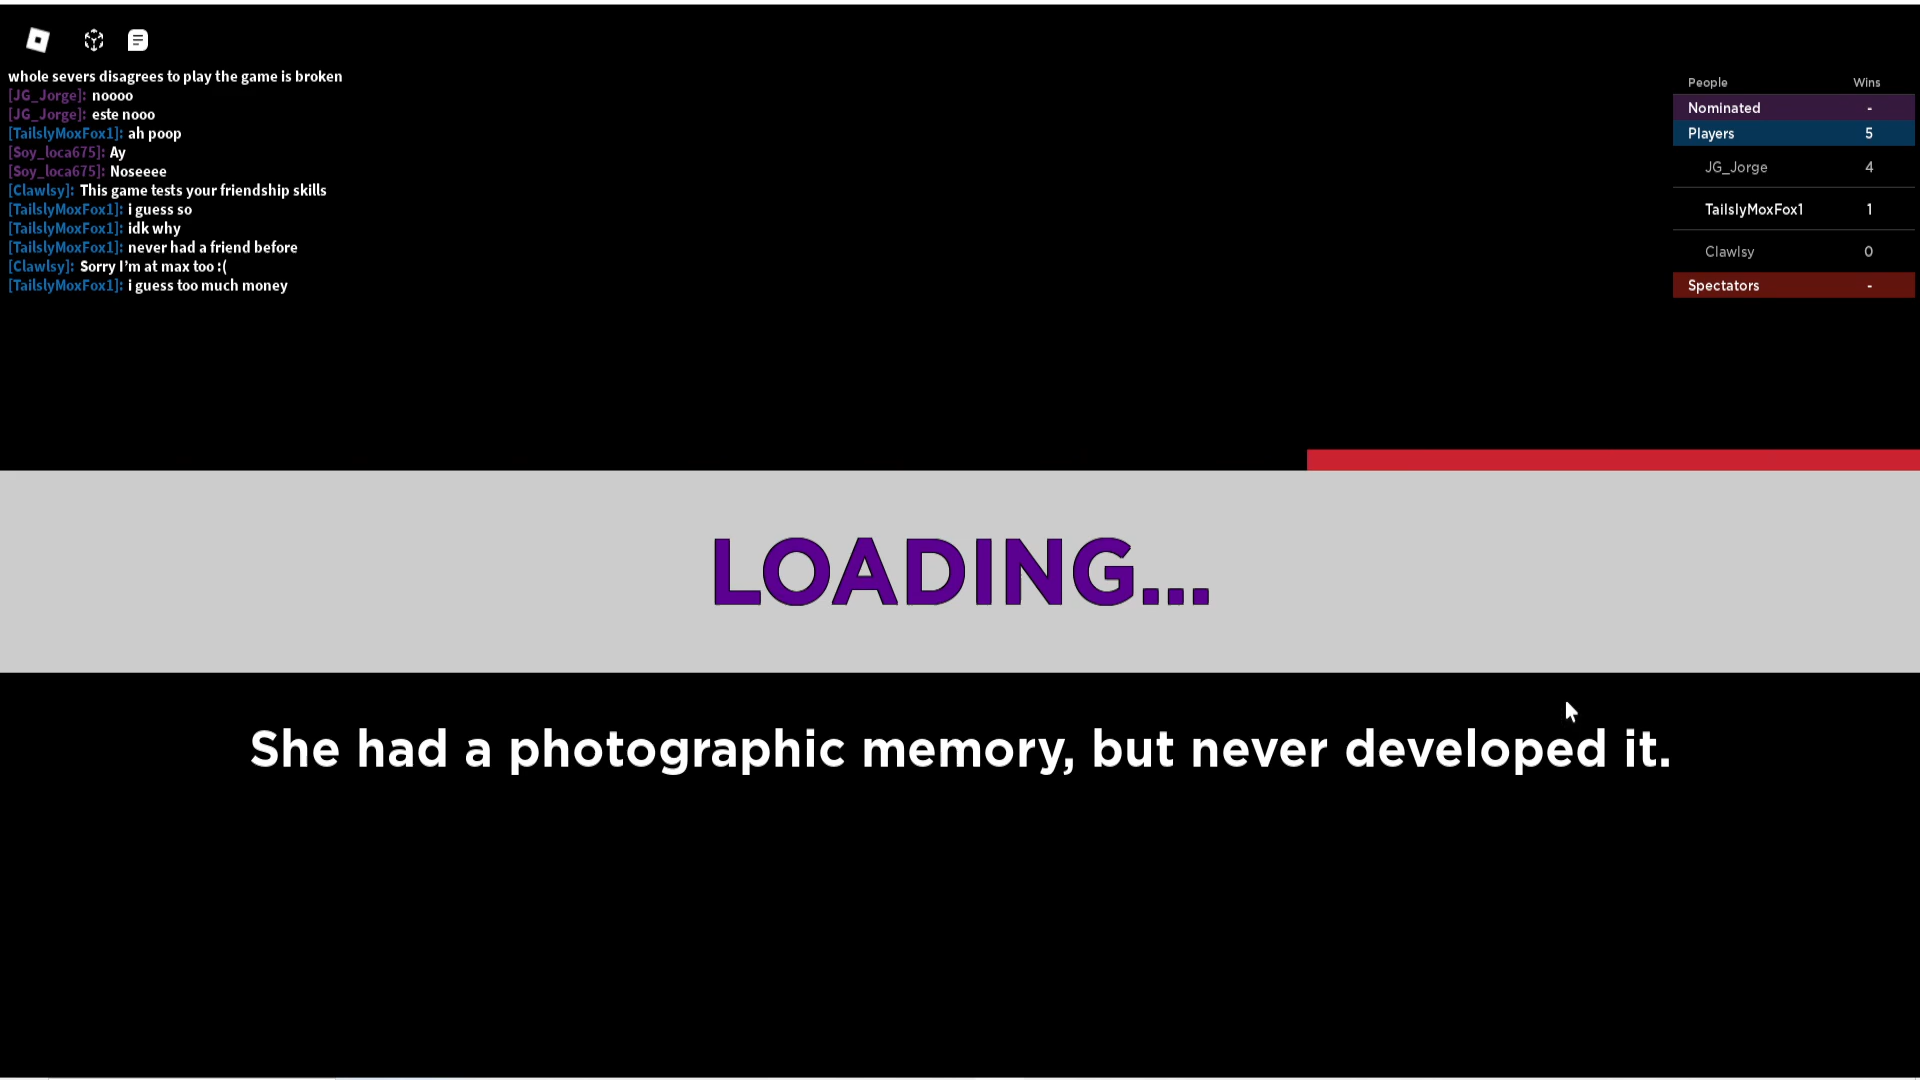 whole severs disagrees to play the game is broken
[JG_Jorge]: noooo
[JG_Jorge]: este nooo
[TailslyMoxFox1]: ah poop
[Soy_loca675]: Ay
[Soy_loca675]: Noseeee
[Clawlsy]: This game tests your friendship skills
[TailslyMoxFox1]: i guess so
[TailslyMoxFox1]: idk why
[TailslyMoxFox1]: never had a friend before
[Clawlsy]: Sorry I'm at max too :(
[TailslyMoxFox1]: i guess too much money
People Wins
Nominated -
Players 5
JG_Jorge 4
TailslyMoxFox1 1
Clawlsy 0
Spectators -
LOADING...
She had a photographic memory, but never developed it.